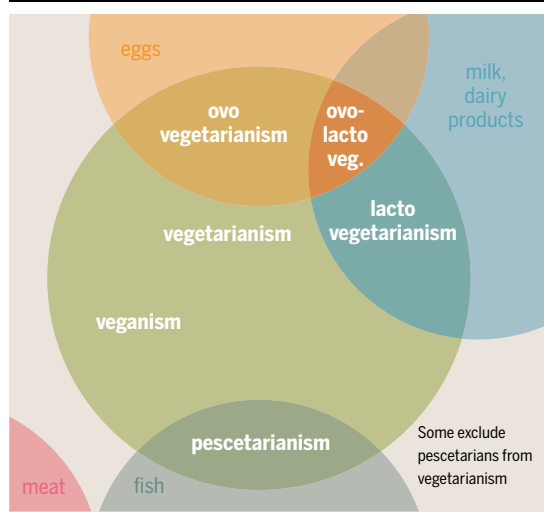 eggs
milk,
dairy
products
ovo
vegetarianism
ovo-
lacto
veg.
lacto
vegetarianism
vegetarianism
veganism
pescetarianism
Some exclude
pescetarians from
vegetarianism
meat
fish